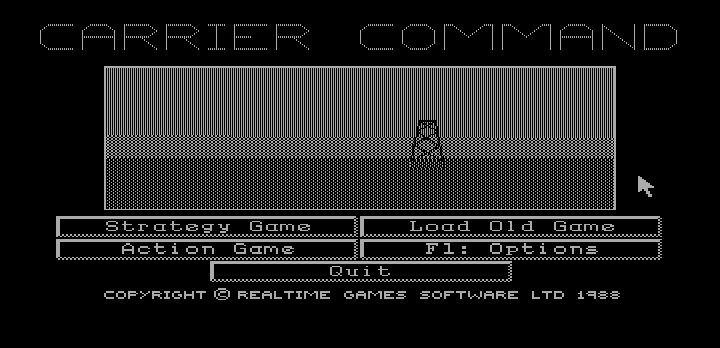 CARRIER COMMAND
Strategy Game
Load Old Game
Action Game
F1: Options
Quit
COPYRIGHT © REALTIME GAMES SOFTWARE LTD 1988